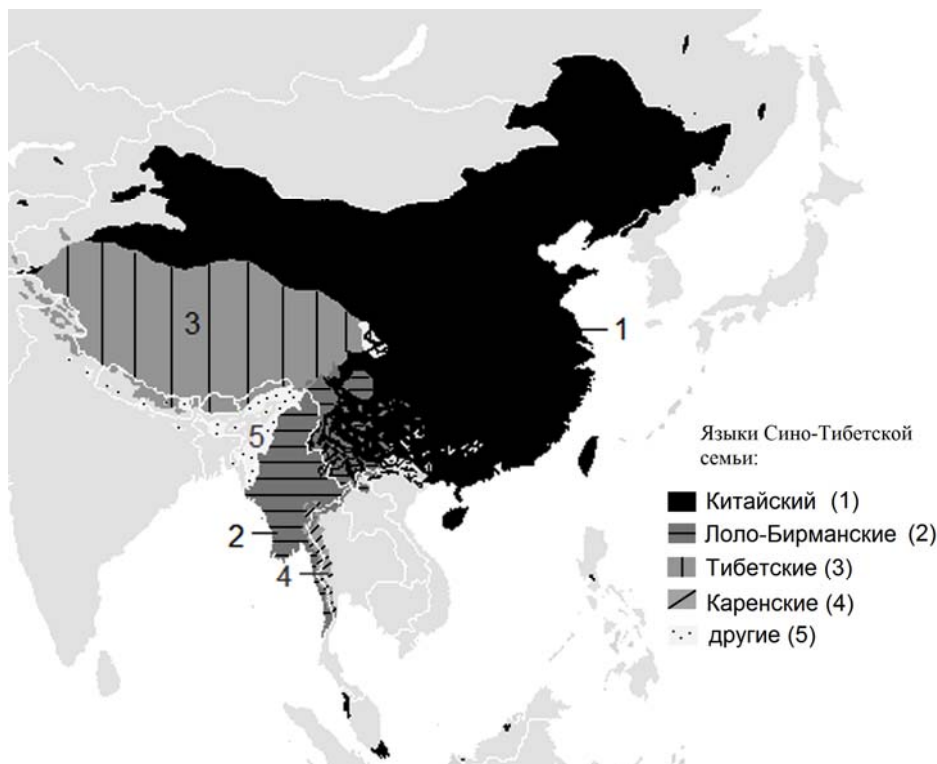 3
1
5
2
4
Языки Сино-Тибетской
семьи:
Китайский (1)
Лоло-Бирманские (2)
Тибетские (3)
Каренские (4)
другие (5)